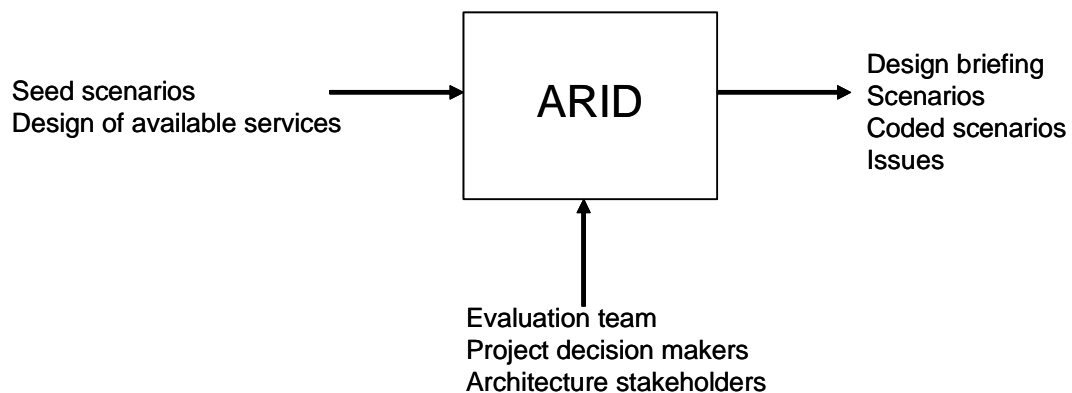 Seed scenarios
Design of available services
ARID
Design briefing
Scenarios
Coded scenarios
Issues
Evaluation team
Project decision makers
Architecture stakeholders